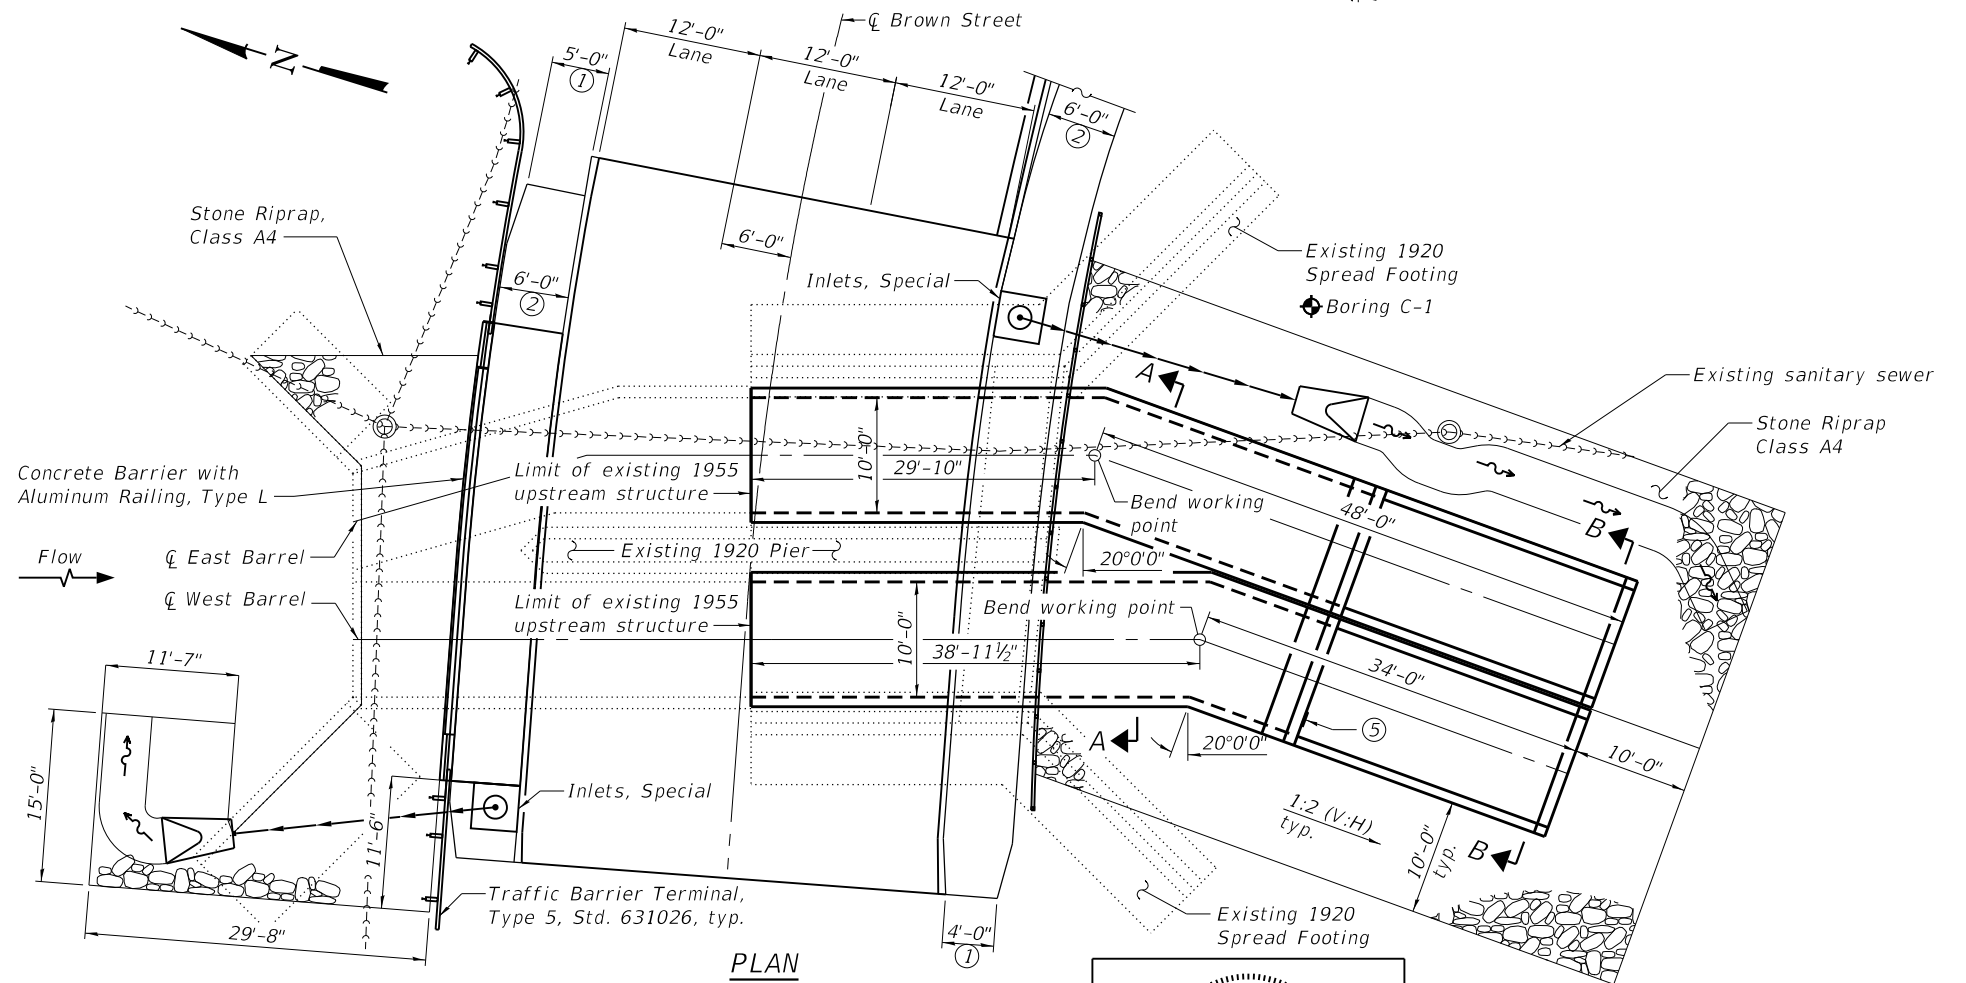 ℄ Brown Street
12'-0"
Lane
12'-0"
Lane
12'-0"
Lane
5'-0"
1
6'-0"
2
N
Stone Riprap,
Class A4
6'-0"
6'-0"
2
Inlets, Special
Existing 1920
Spread Footing
Boring C-1
Existing sanitary sewer
Stone Riprap
Class A4
A
Concrete Barrier with
Aluminum Railing, Type L
Limit of existing 1955
upstream structure
10'-0"
29'-10"
Bend working
point
48'-0"
B
Flow
℄ East Barrel
Existing 1920 Pier
20°0'0"
℄ West Barrel
Limit of existing 1955
upstream structure
10'-0"
38'-11½"
Bend working point
34'-0"
5
10'-0"
A
20°0'0"
11'-7"
15'-0"
11'-6"
Inlets, Special
1:2 (V:H)
typ.
10'-0"
typ.
B
Traffic Barrier Terminal,
Type 5, Std. 631026, typ.
29'-8"
4'-0"
1
Existing 1920
Spread Footing
PLAN